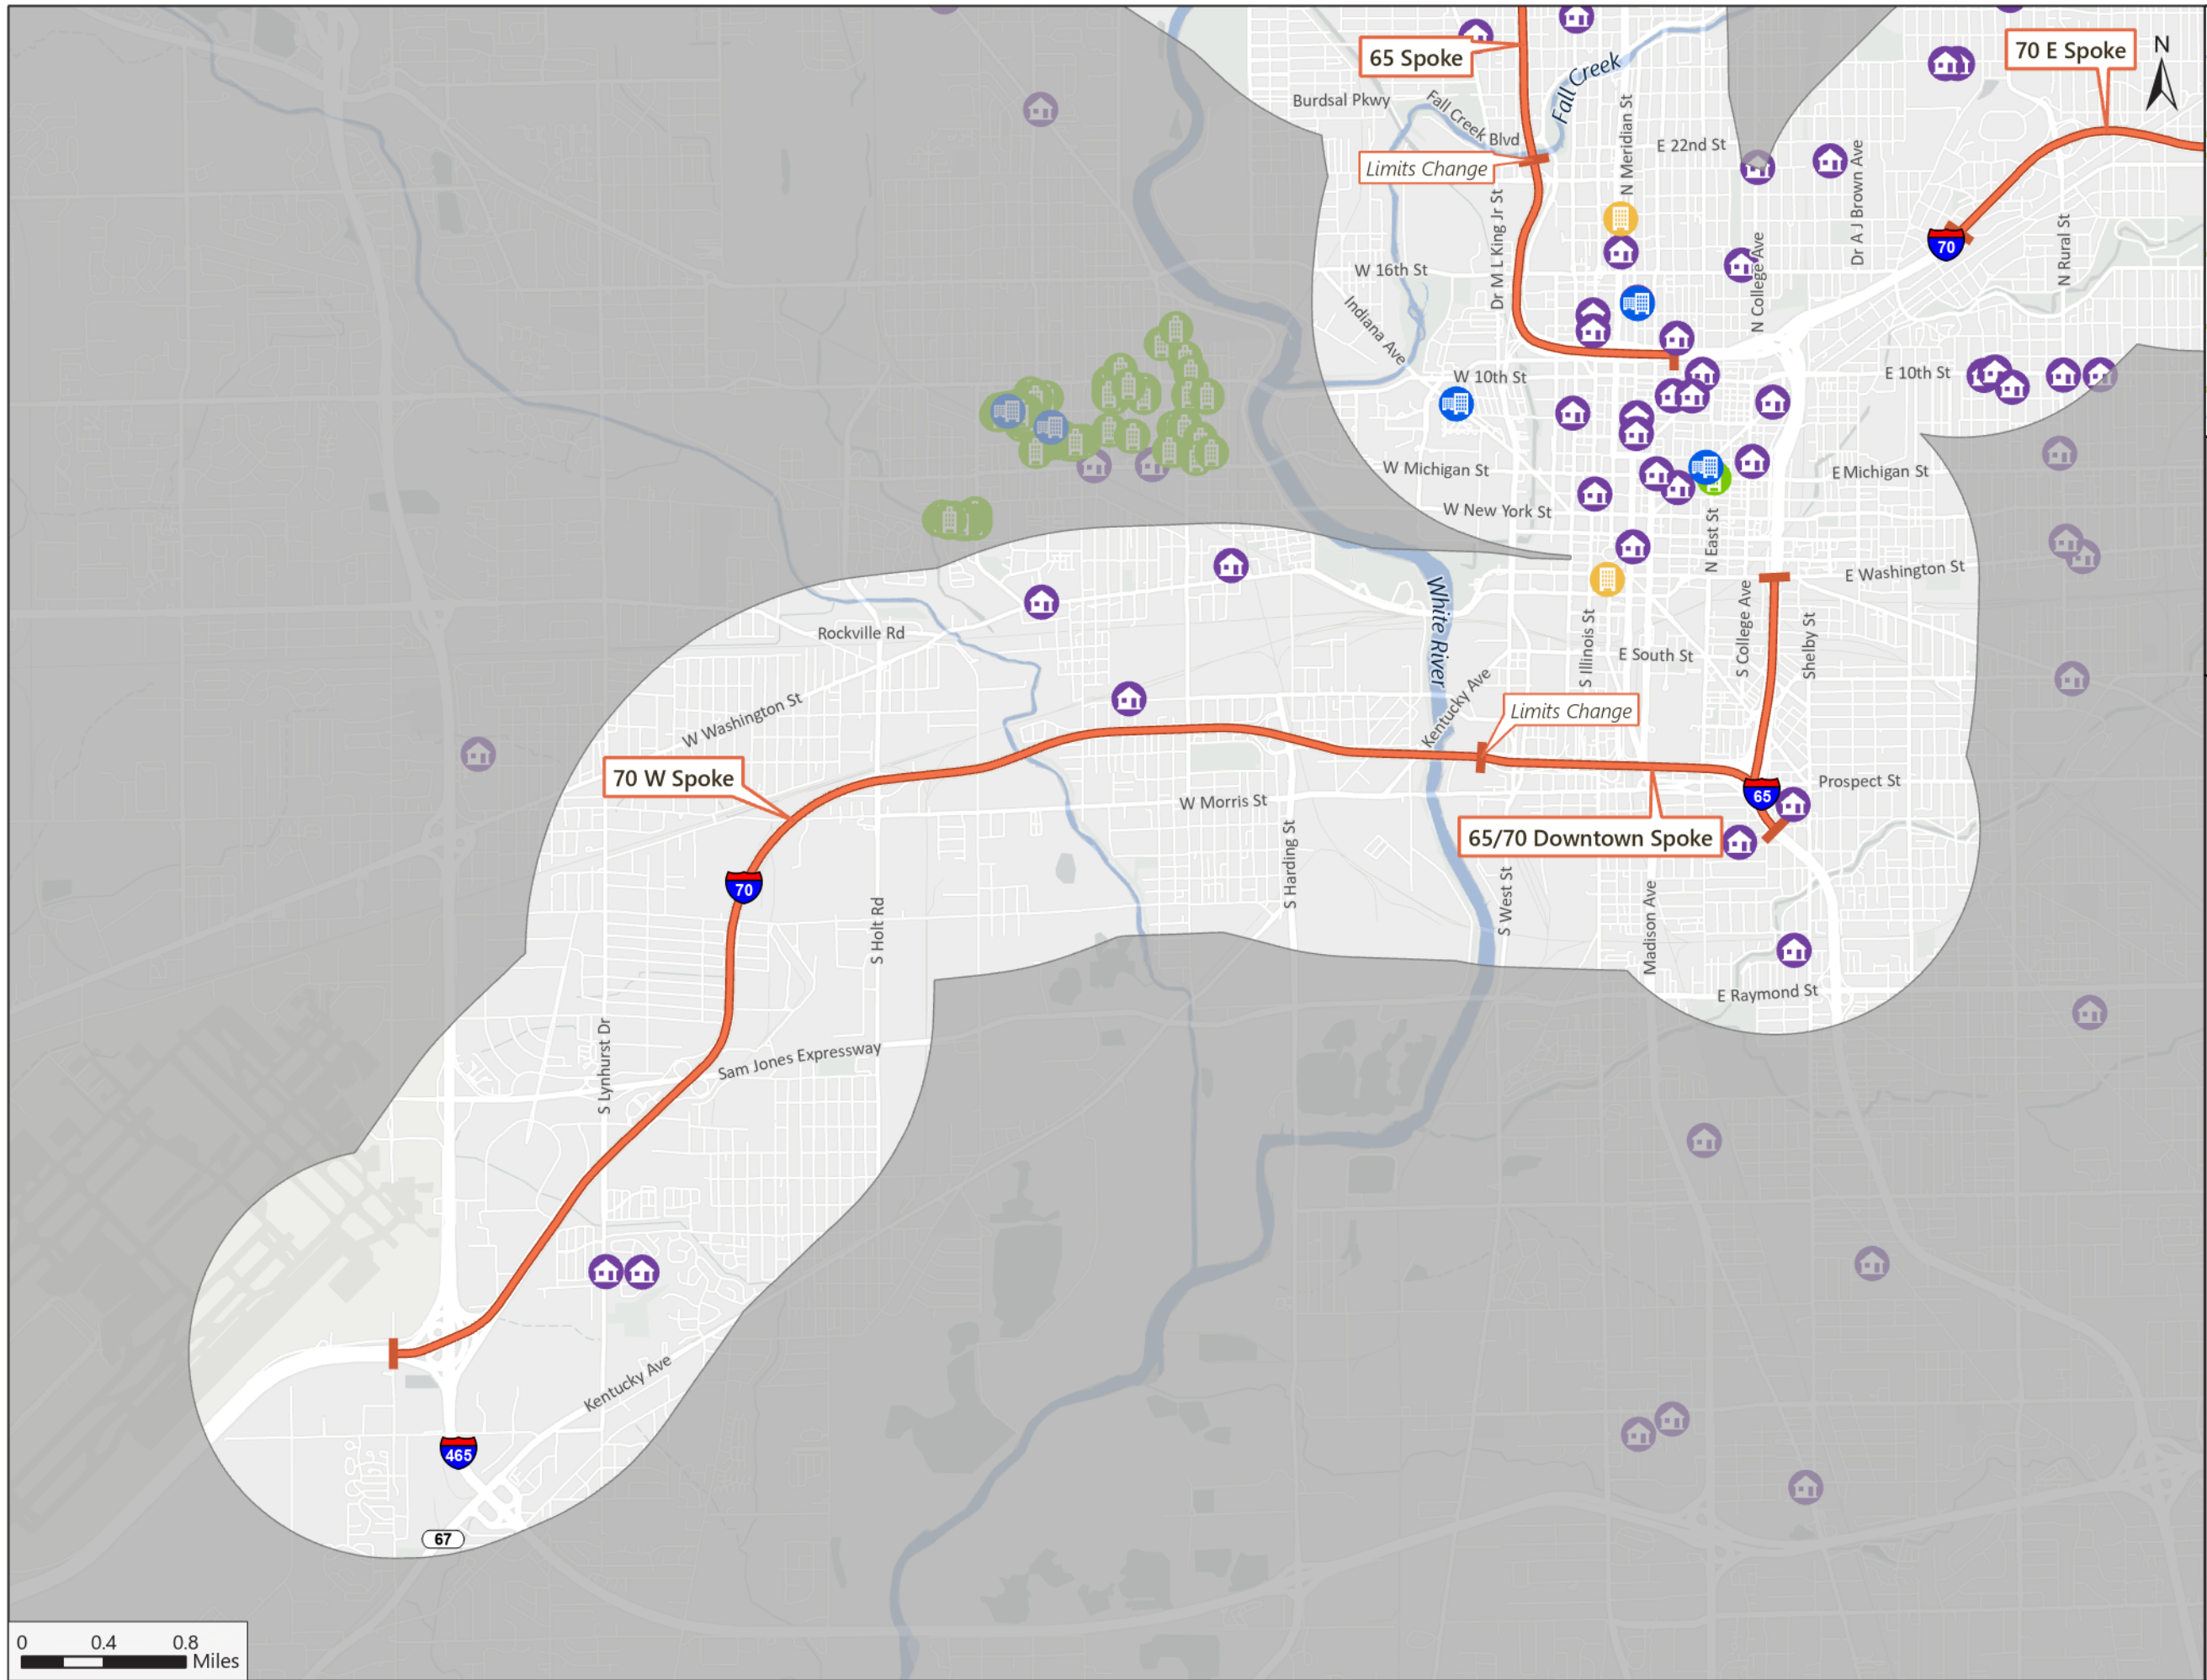 65 Spoke
70 E Spoke
N
Fall Creek
Burdsal Pkwy
Fall Creek Blvd
N Meridian St
E 22nd St
Limits Change
Dr A J Brown Ave
Dr M L King Jr St
N Rural St
70
W 16th St
N College Ave
Indiana Ave
W 10th St
E 10th St
W Michigan St
E Michigan St
W New York St
N East St
E Washington St
White River
Rockville Rd
S Illinois St
S College Ave
Shelby St
E South St
W Washington St
Kentucky Ave
Limits Change
70 W Spoke
Prospect St
65
W Morris St
65/70 Downtown Spoke
S Harding St
70
S Holt Rd
S West St
Madison Ave
E Raymond St
S Lynhurst Dr
Sam Jones Expressway
Kentucky Ave
465
67
0 0.4 0.8
Miles